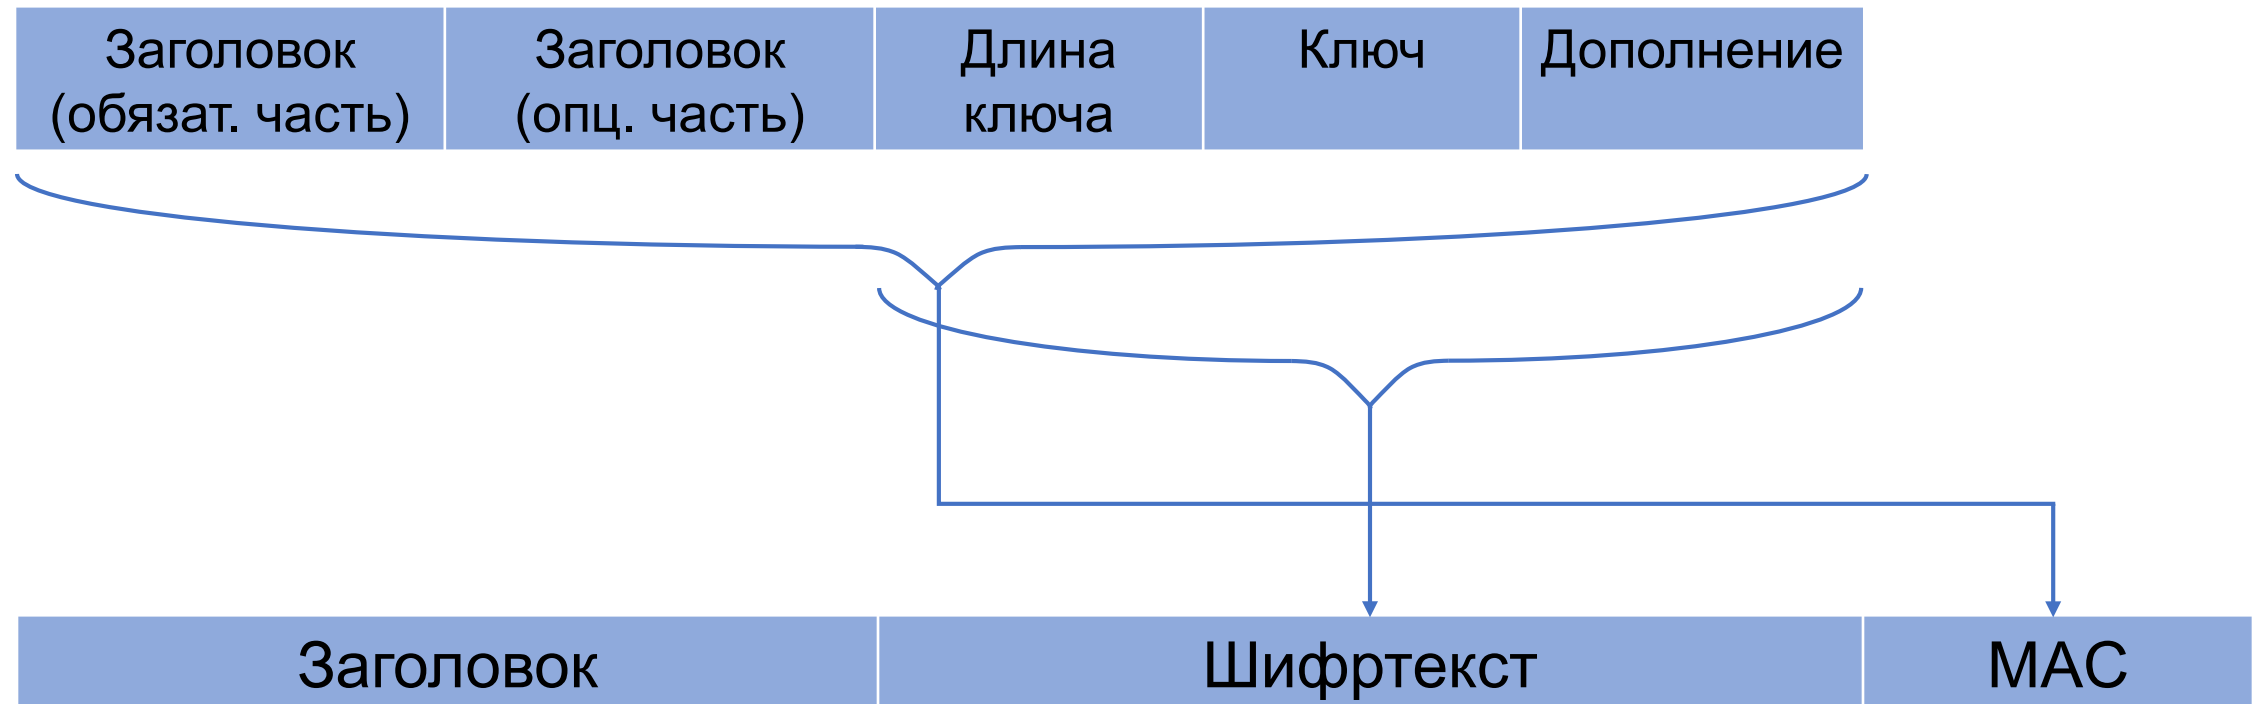 Заголовок
(обязат. часть)
Заголовок
(опц. часть)
Длина
ключа
Ключ
Дополнение
Заголовок
Шифртекст
MAC